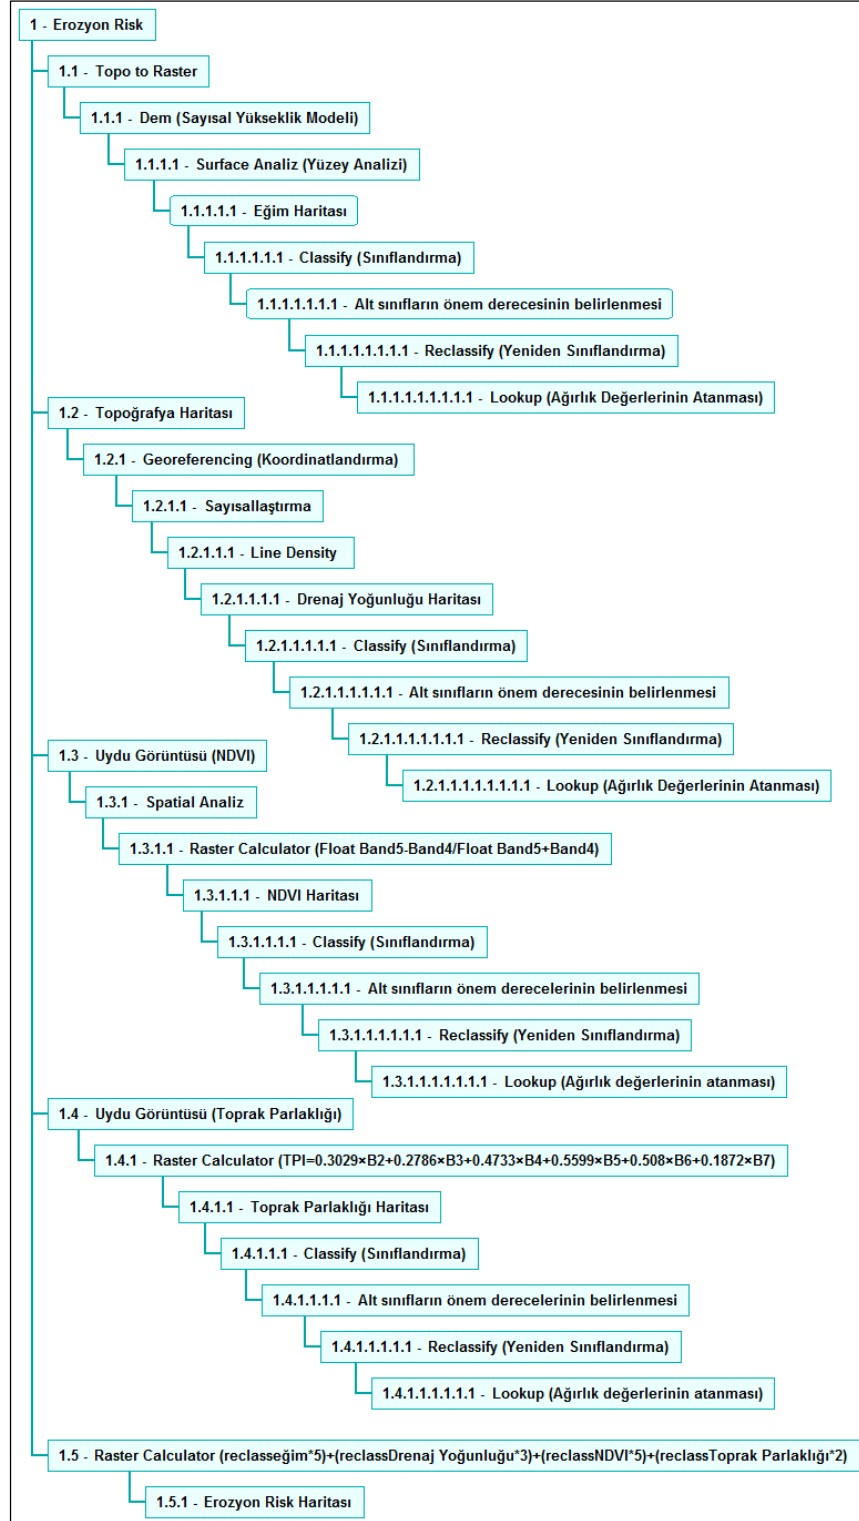 1 - Erozyon Risk
1.1 - Topo to Raster
1.1.1 - Dem (Sayısal Yükseklik Modeli)
1.1.1.1 - Surface Analiz (Yüzey Analizi)
1.1.1.1.1 - Eğim Haritası
1.1.1.1.1.1 - Classify (Sınıflandırma)
1.1.1.1.1.1.1 - Alt sınıfların önem derecesinin belirlenmesi
1.1.1.1.1.1.1.1 - Reclassify (Yeniden Sınıflandırma)
1.1.1.1.1.1.1.1.1 - Lookup (Ağırlık Değerlerinin Atanması)
1.2 - Topoğrafya Haritası
1.2.1 - Georeferencing (Koordinatlandırma)
1.2.1.1 - Sayısallaştırma
1.2.1.1.1 - Line Density
1.2.1.1.1.1 - Drenaj Yoğunluğu Haritası
1.2.1.1.1.1.1 - Classify (Sınıflandırma)
1.2.1.1.1.1.1.1 - Alt sınıfların önem derecesinin belirlenmesi
1.2.1.1.1.1.1.1.1 - Reclassify (Yeniden Sınıflandırma)
1.2.1.1.1.1.1.1.1.1 - Lookup (Ağırlık Değerlerinin Atanması)
1.3 - Uydu Görüntüsü (NDVI)
1.3.1 - Spatial Analiz
1.3.1.1 - Raster Calculator (Float Band5-Band4/Float Band5+Band4)
1.3.1.1.1 - NDVI Haritası
1.3.1.1.1.1 - Classify (Sınıflandırma)
1.3.1.1.1.1.1 - Alt sınıfların önem derecelerinin belirlenmesi
1.3.1.1.1.1.1.1 - Reclassify (Yeniden Sınıflandırma)
1.3.1.1.1.1.1.1.1 - Lookup (Ağırlık değerlerinin atanması)
1.4 - Uydu Görüntüsü (Toprak Parlaklığı)
1.4.1 - Raster Calculator (TPI=0.3029×B2+0.2786×B3+0.4733×B4+0.5599×B5+0.508×B6+0.1872×B7)
1.4.1.1 - Toprak Parlaklığı Haritası
1.4.1.1.1 - Classify (Sınıflandırma)
1.4.1.1.1.1 - Alt sınıfların önem derecelerinin belirlenmesi
1.4.1.1.1.1.1 - Reclassify (Yeniden Sınıflandırma)
1.4.1.1.1.1.1.1 - Lookup (Ağırlık değerlerinin atanması)
1.5 - Raster Calculator (reclasseğim*5)+(reclassDrenaj Yoğunluğu*3)+(reclassNDVI*5)+(reclassToprak Parlaklığı*2)
1.5.1 - Erozyon Risk Haritası